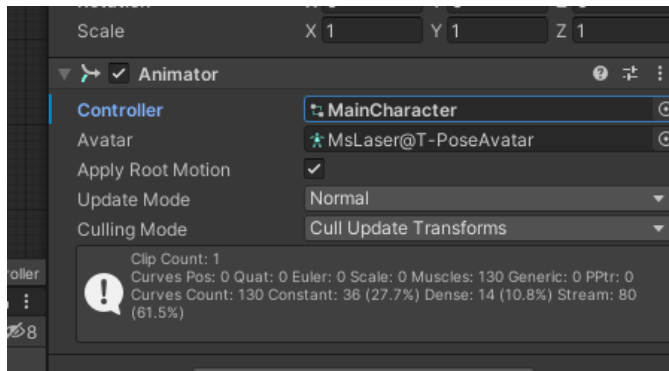 Scale X 1 Y 1 Z 1
Animator
Controller MainCharacter
Avatar MsLaser@T-PoseAvatar
Apply Root Motion
Update Mode Normal
Culling Mode Cull Update Transforms
Clip Count: 1
Curves Pos: 0 Quat: 0 Euler: 0 Scale: 0 Muscles: 130 Generic: 0 PPtr: 0
roller
Curves Count: 130 Constant: 36 (27.7%) Dense: 14 (10.8%) Stream: 80
(61.5%)
8